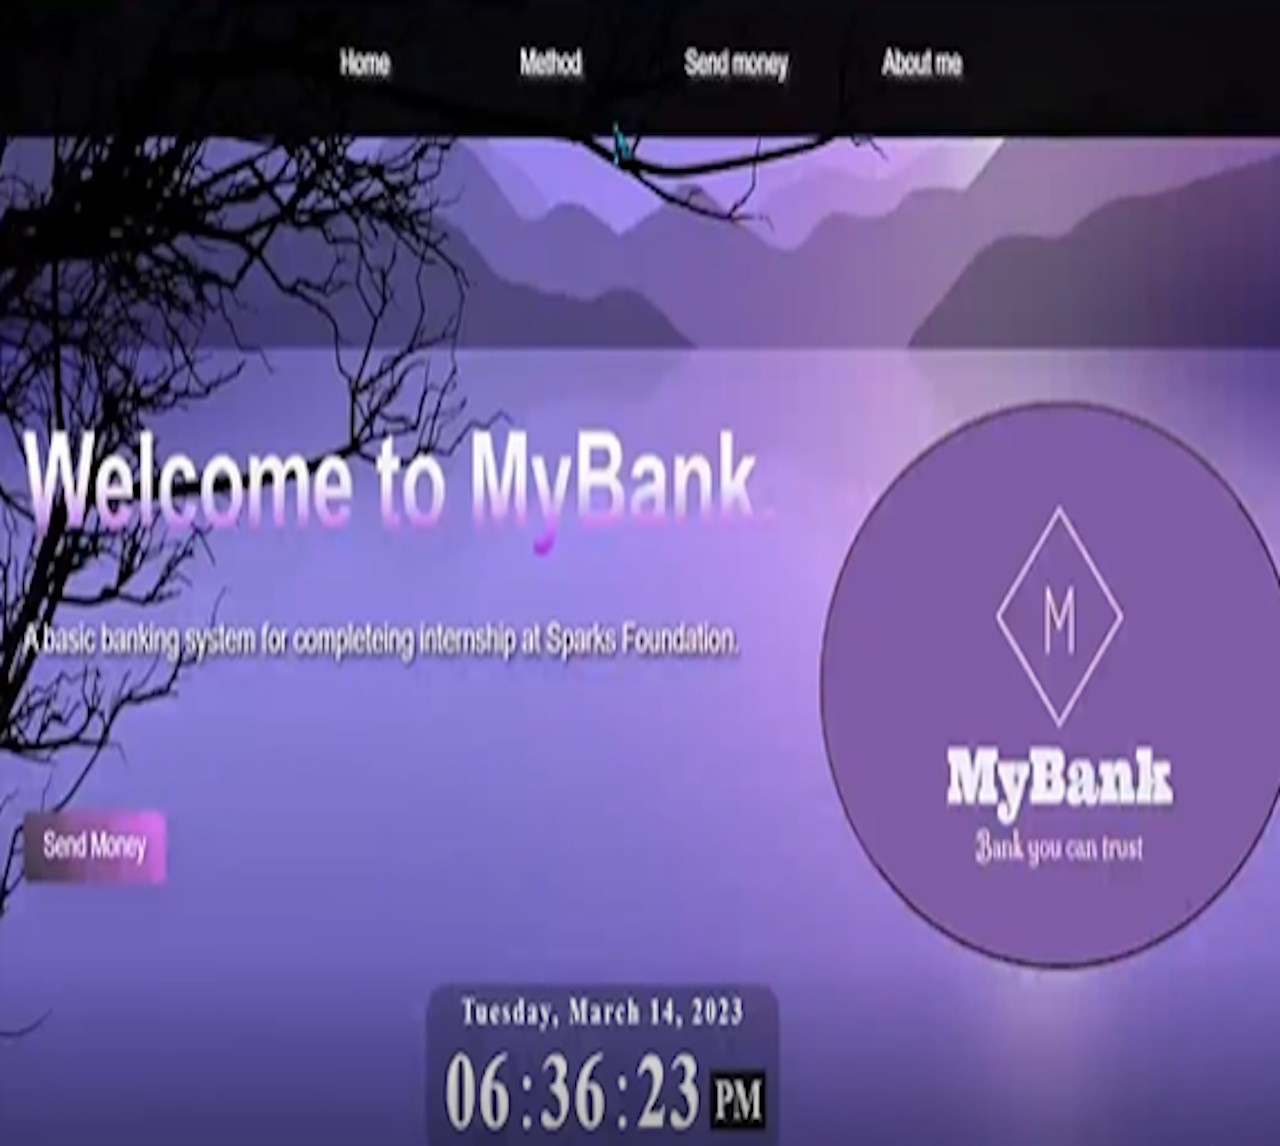 Home Method Send money About me
Welcome to MyBank.
A basic banking system for completeing internship at Sparks Foundation.
M
MyBank
Bank you can trust
Send Money
Tuesday, March 14, 2023
06:36:23 PM